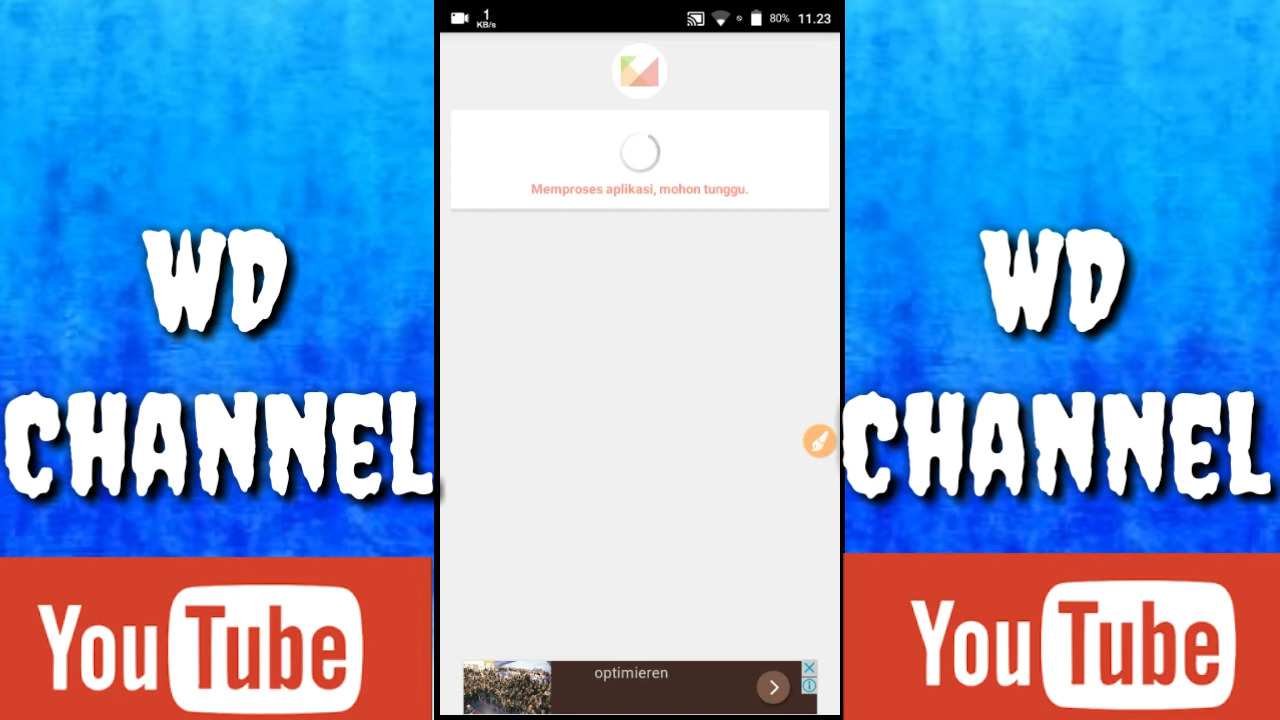 1
KB/s
80% 11.23
Memproses aplikasi, mohon tunggu.
optimieren
WD
CHANNEL
YouTube
WD
CHANNEL
YouTube